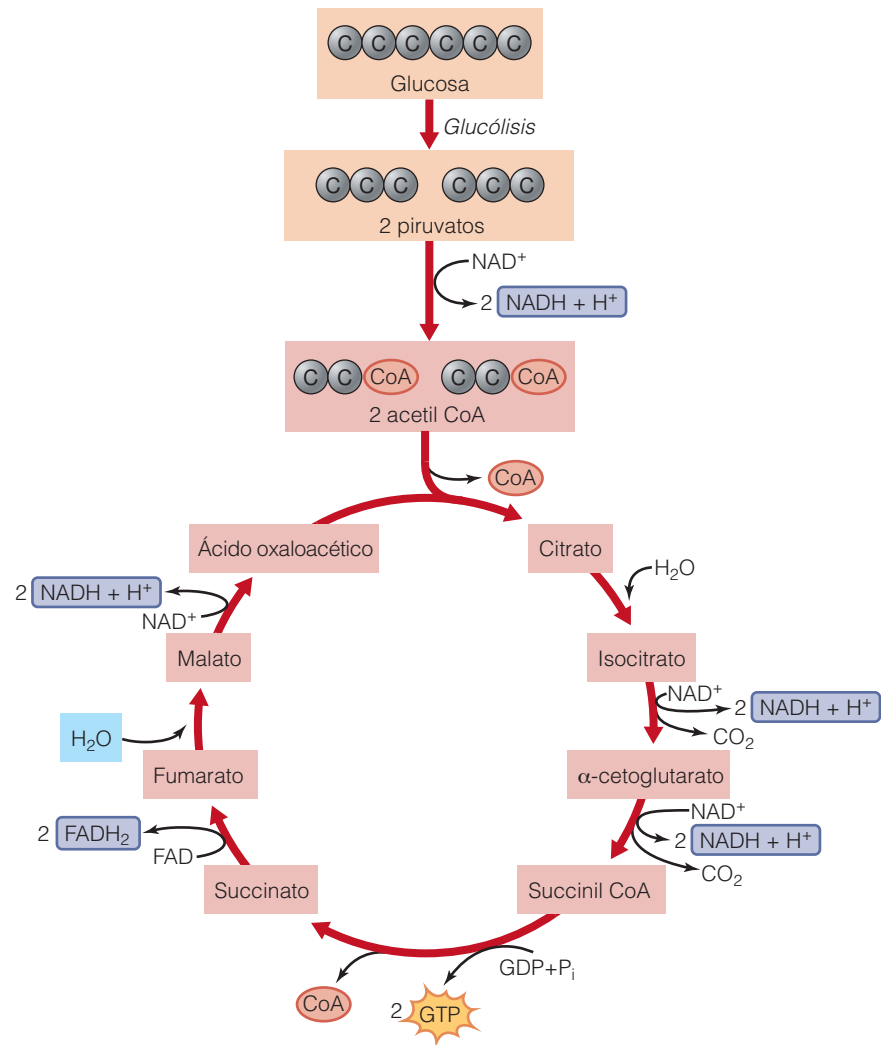 C C C C C C
Glucosa
Glucólisis
C C C C C C
2 piruvatos
NAD⁺
2 NADH + H⁺
C C CoA C C CoA
2 acetil CoA
CoA
Ácido oxaloacético
Citrato
H₂O
2 NADH + H⁺
NAD⁺
Malato
Isocitrato
NAD⁺
2 NADH + H⁺
CO₂
H₂O
Fumarato
α-cetoglutarato
NAD⁺
2 NADH + H⁺
CO₂
2 FADH₂
FAD
Succinato
Succinil CoA
GDP+Pᵢ
CoA
2 GTP